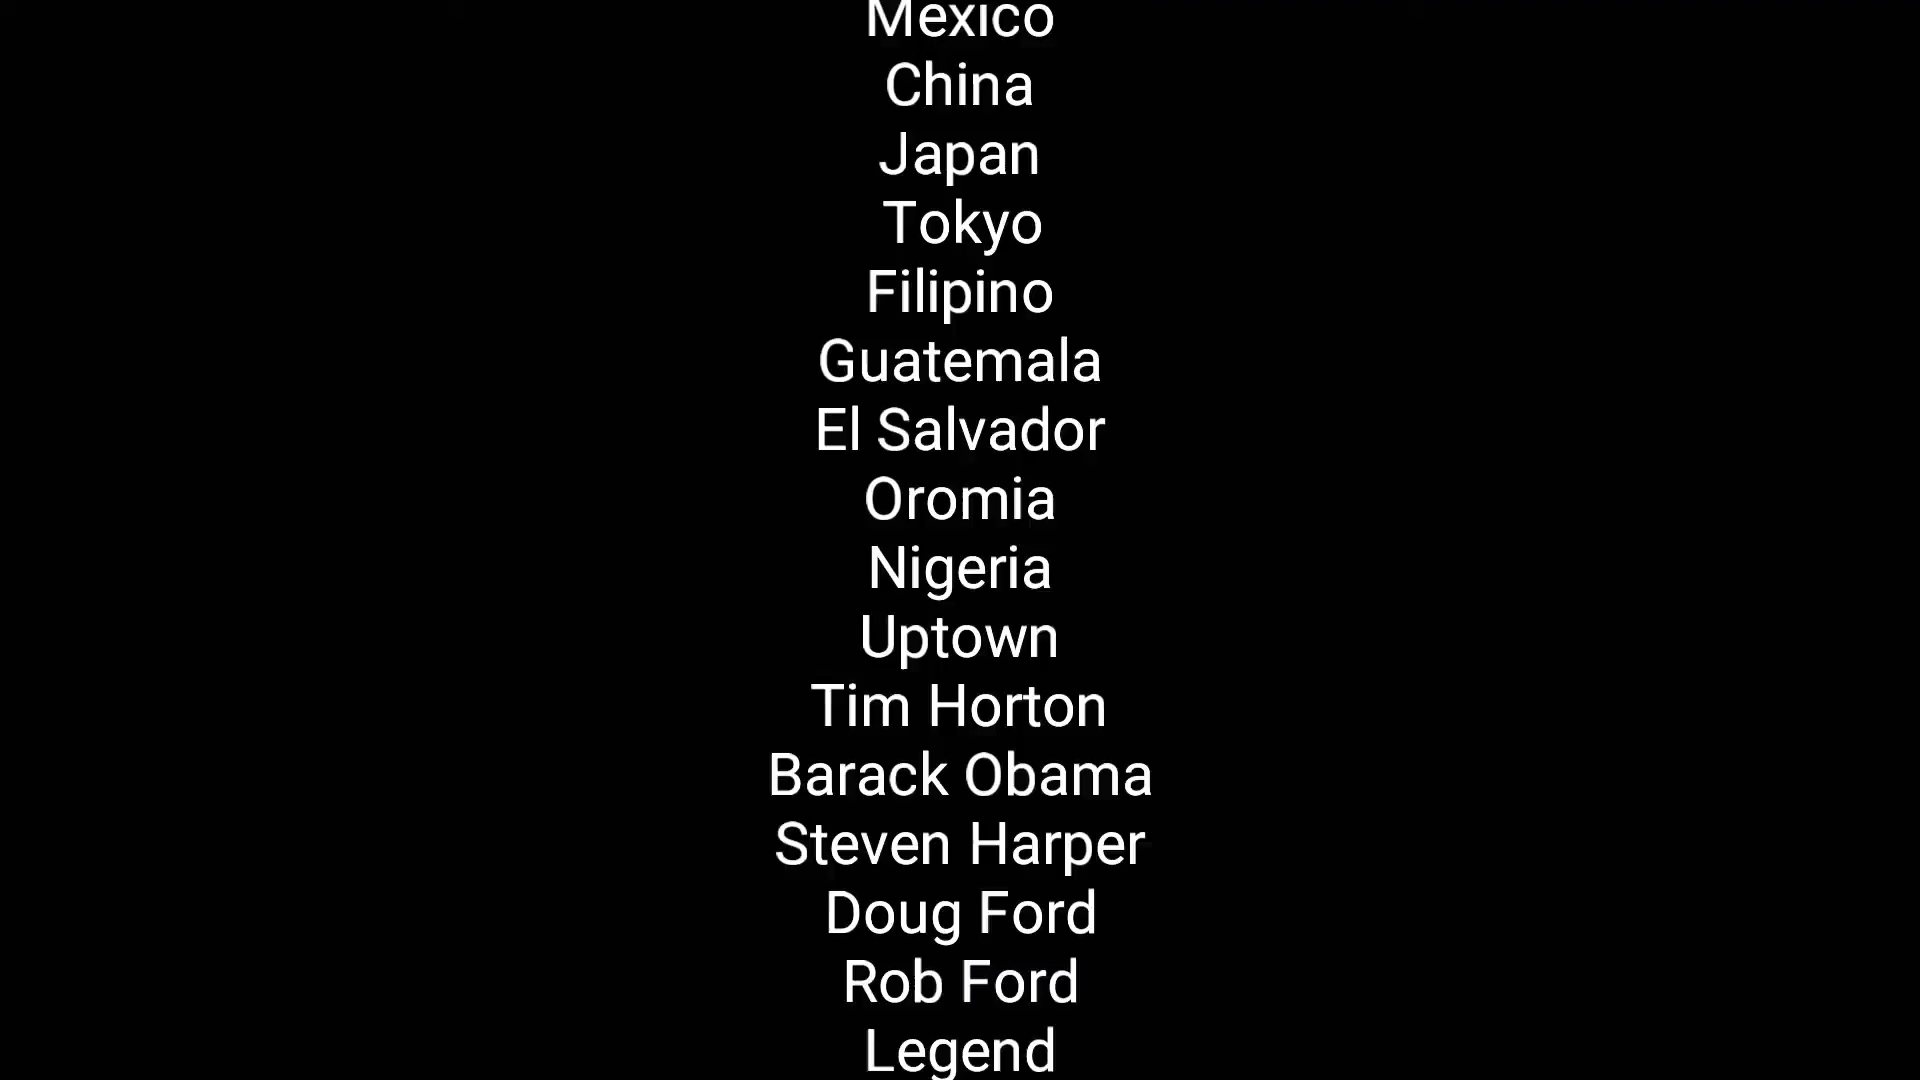 Mexico
China
Japan
Tokyo
Filipino
Guatemala
El Salvador
Oromia
Nigeria
Uptown
Tim Horton
Barack Obama
Steven Harper
Doug Ford
Rob Ford
Legend